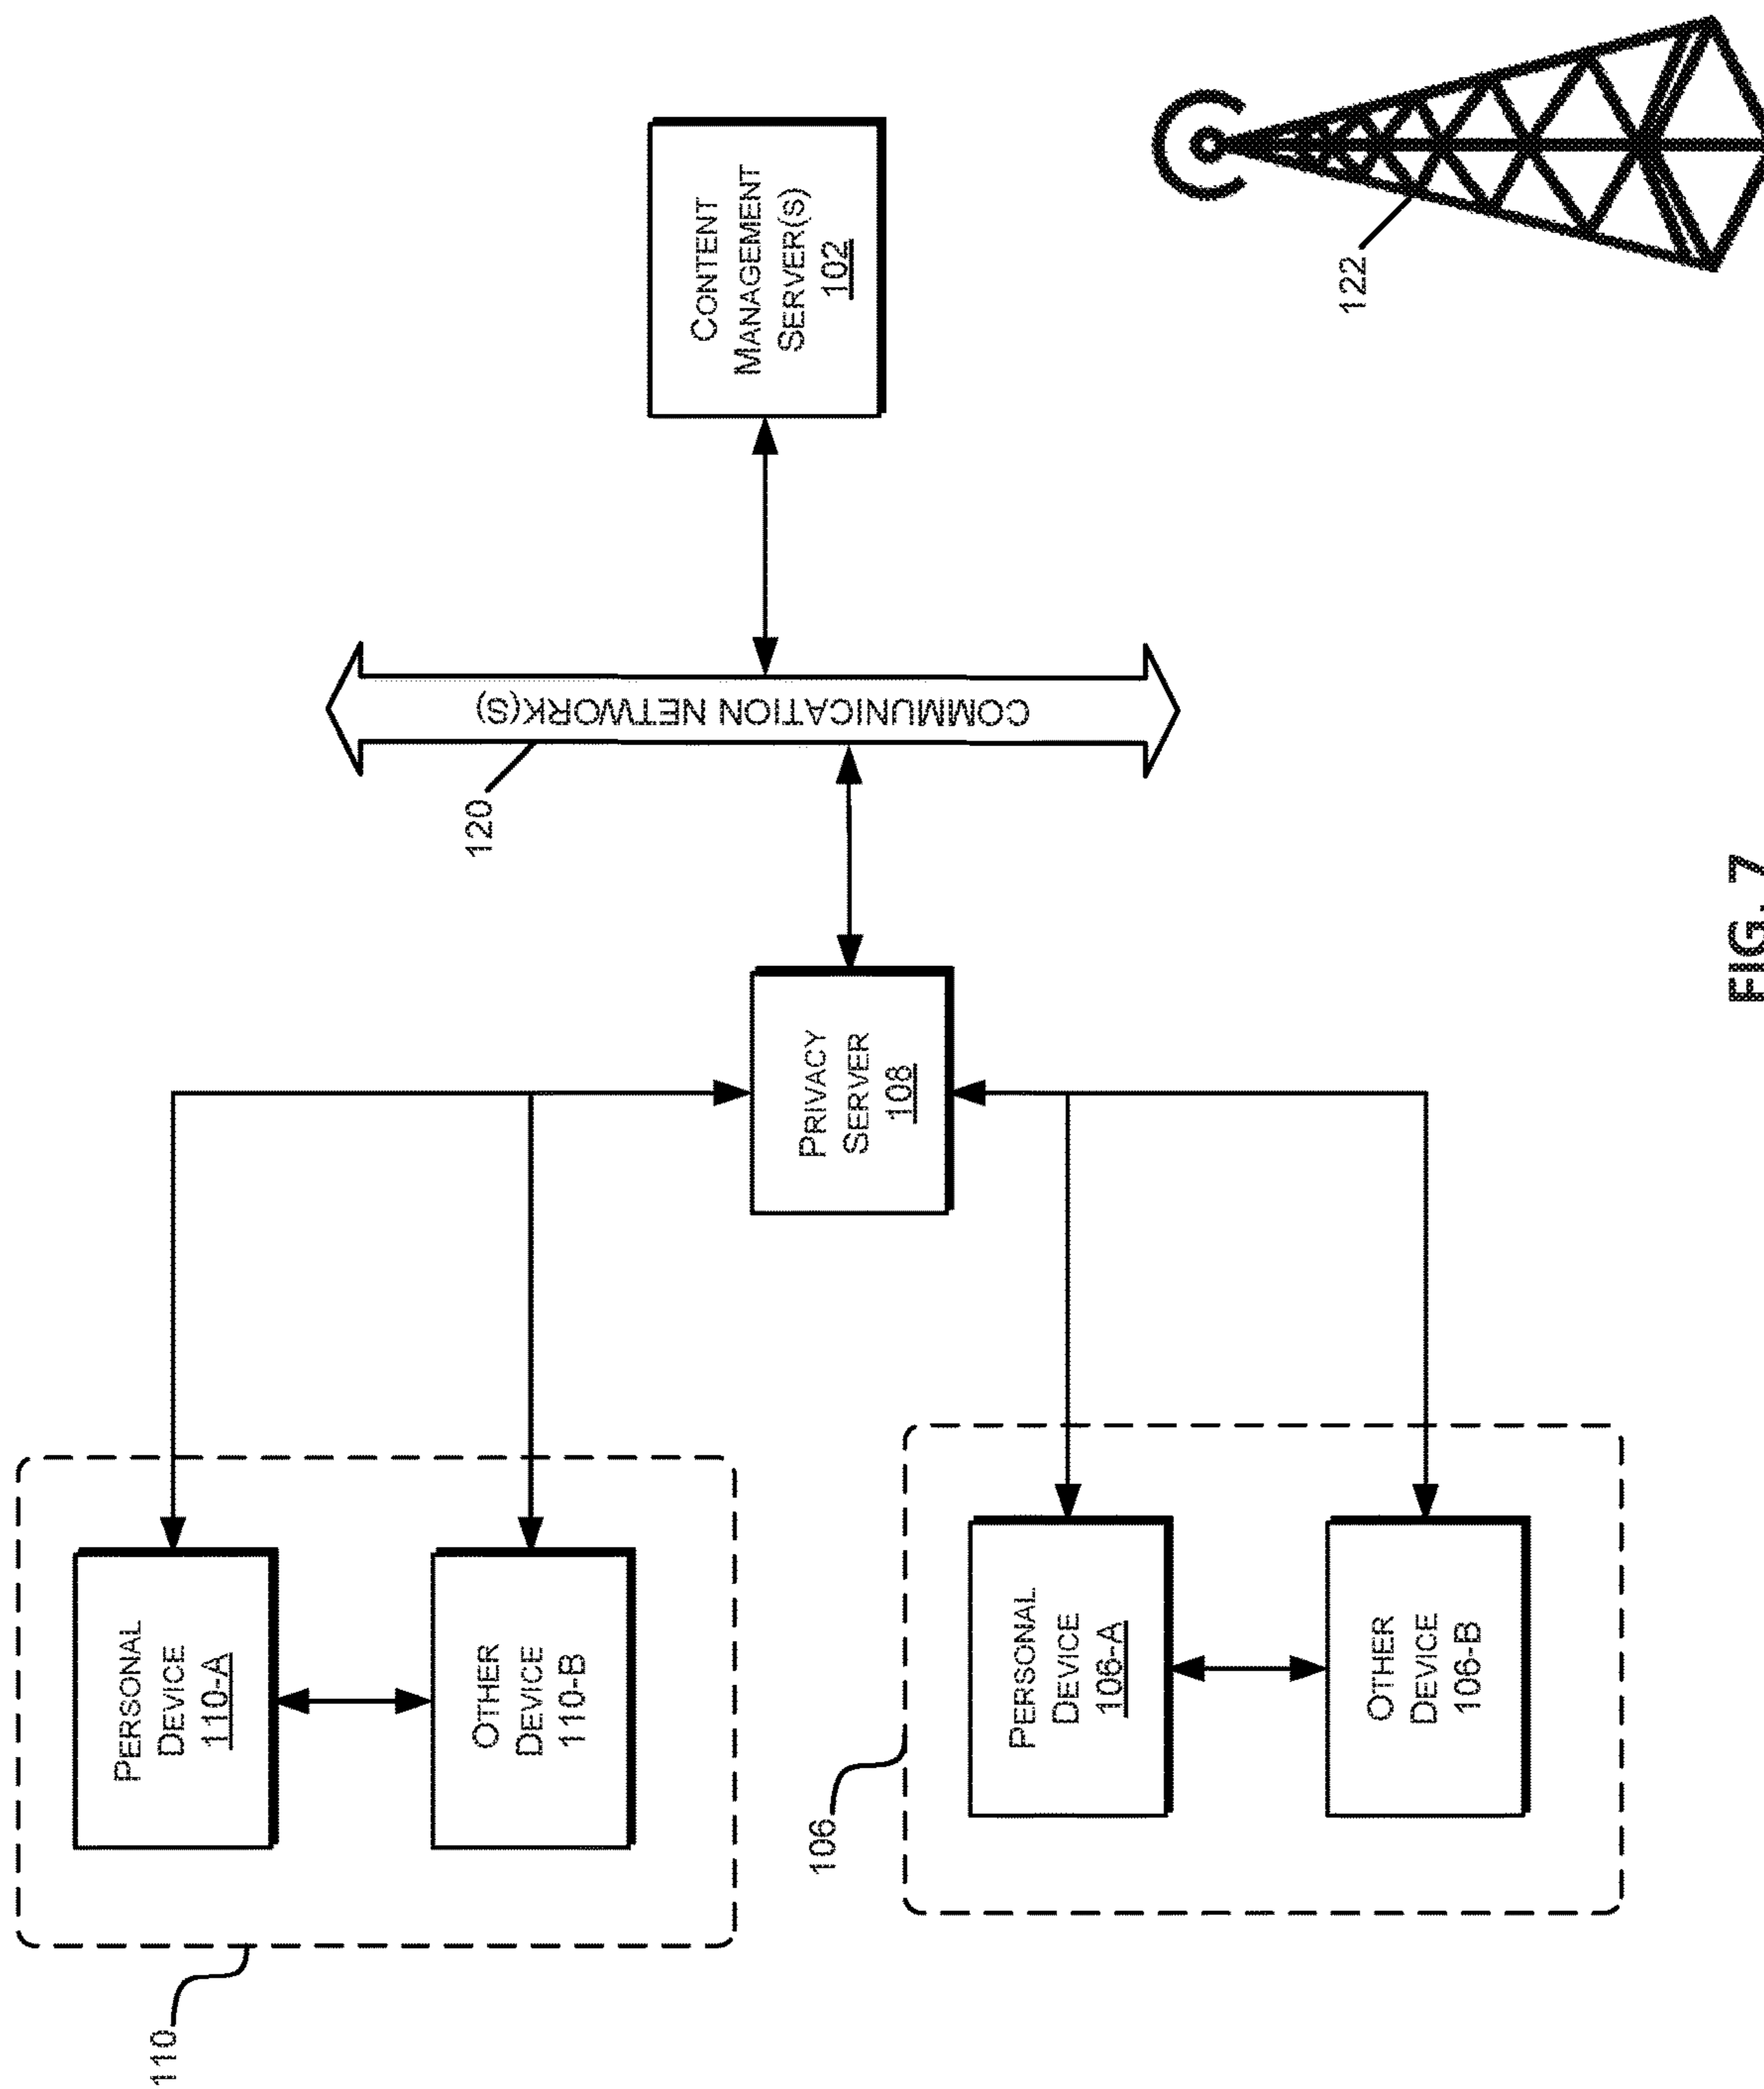 110
PERSONAL
DEVICE
110-A
OTHER
DEVICE
110-B
106
PERSONAL
DEVICE
106-A
OTHER
DEVICE
106-B
PRIVACY
SERVER
108
120
COMMUNICATION NETWORK(S)
CONTENT
MANAGEMENT
SERVER(S)
102
122
FIG. 7